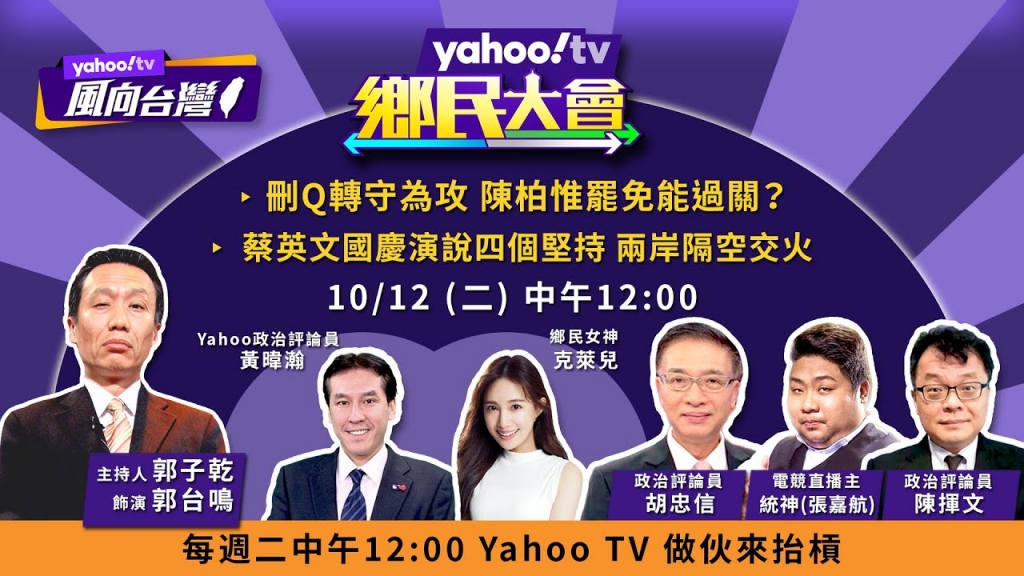 yahoo!tv
風向台灣
yahoo!tv
鄉民大會
刪Q轉守為攻 陳柏惟罷免能過關？
蔡英文國慶演說四個堅持 兩岸隔空交火
10/12 (二) 中午12:00
Yahoo政治評論員
黃暐瀚
鄉民女神
克萊兒
主持人 郭子乾
飾演 郭台鳴
政治評論員
胡忠信
電競直播主
統神(張嘉航)
政治評論員
陳揮文
每週二中午12:00 Yahoo TV 做伙來抬槓